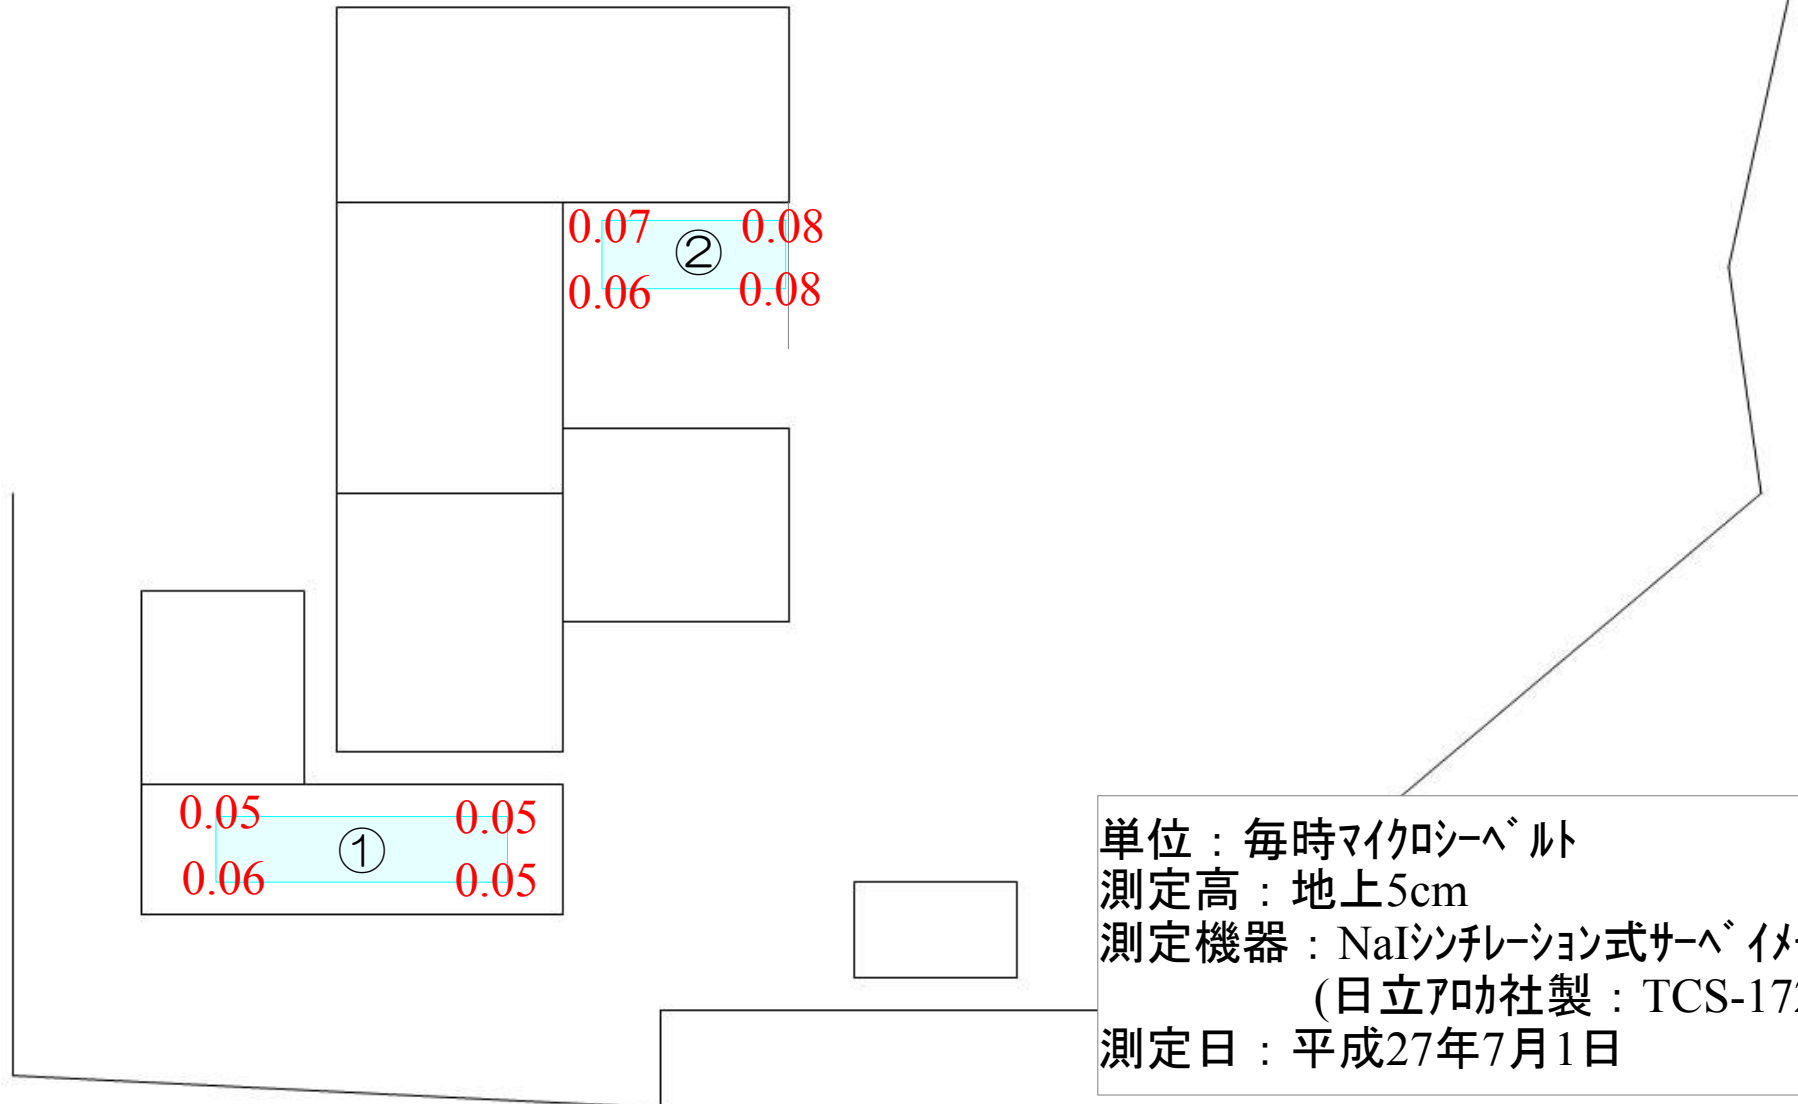 0.07 0.08
②
0.06 0.08
0.05 0.05
①
0.06 0.05
単位：毎時ﾏｲｸﾛｼｰﾍﾞﾙﾄ
測定高：地上5cm
測定機器：NaIｼﾝﾁﾚｰｼｮﾝ式ｻｰﾍﾞｲﾒ
(日立ｱﾛｶ社製：TCS-172
測定日：平成27年7月1日